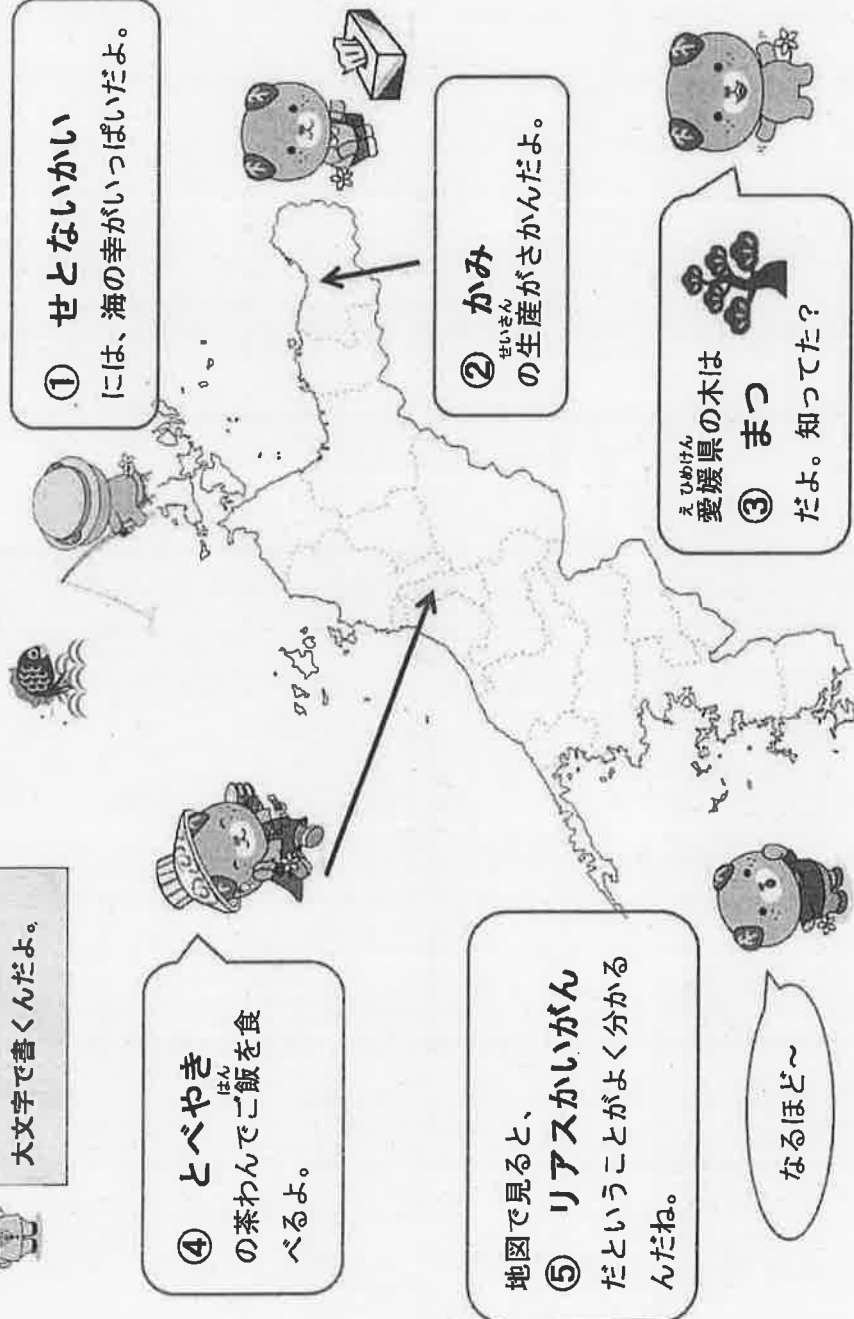 大文字で書くんだよ。
① せとないかい
には、海の幸がいっぱいだよ。
② かみ
せいさん
の生産がさかんだよ。
えひめけん
愛媛県の木は
③ まつ
だよ。知ってた?
④ とべやき
はん
の茶わんでご飯を食
べるよ。
地図で見ると、
⑤ リアスかいがん
だということがよく分かる
んだね。
なるほど~